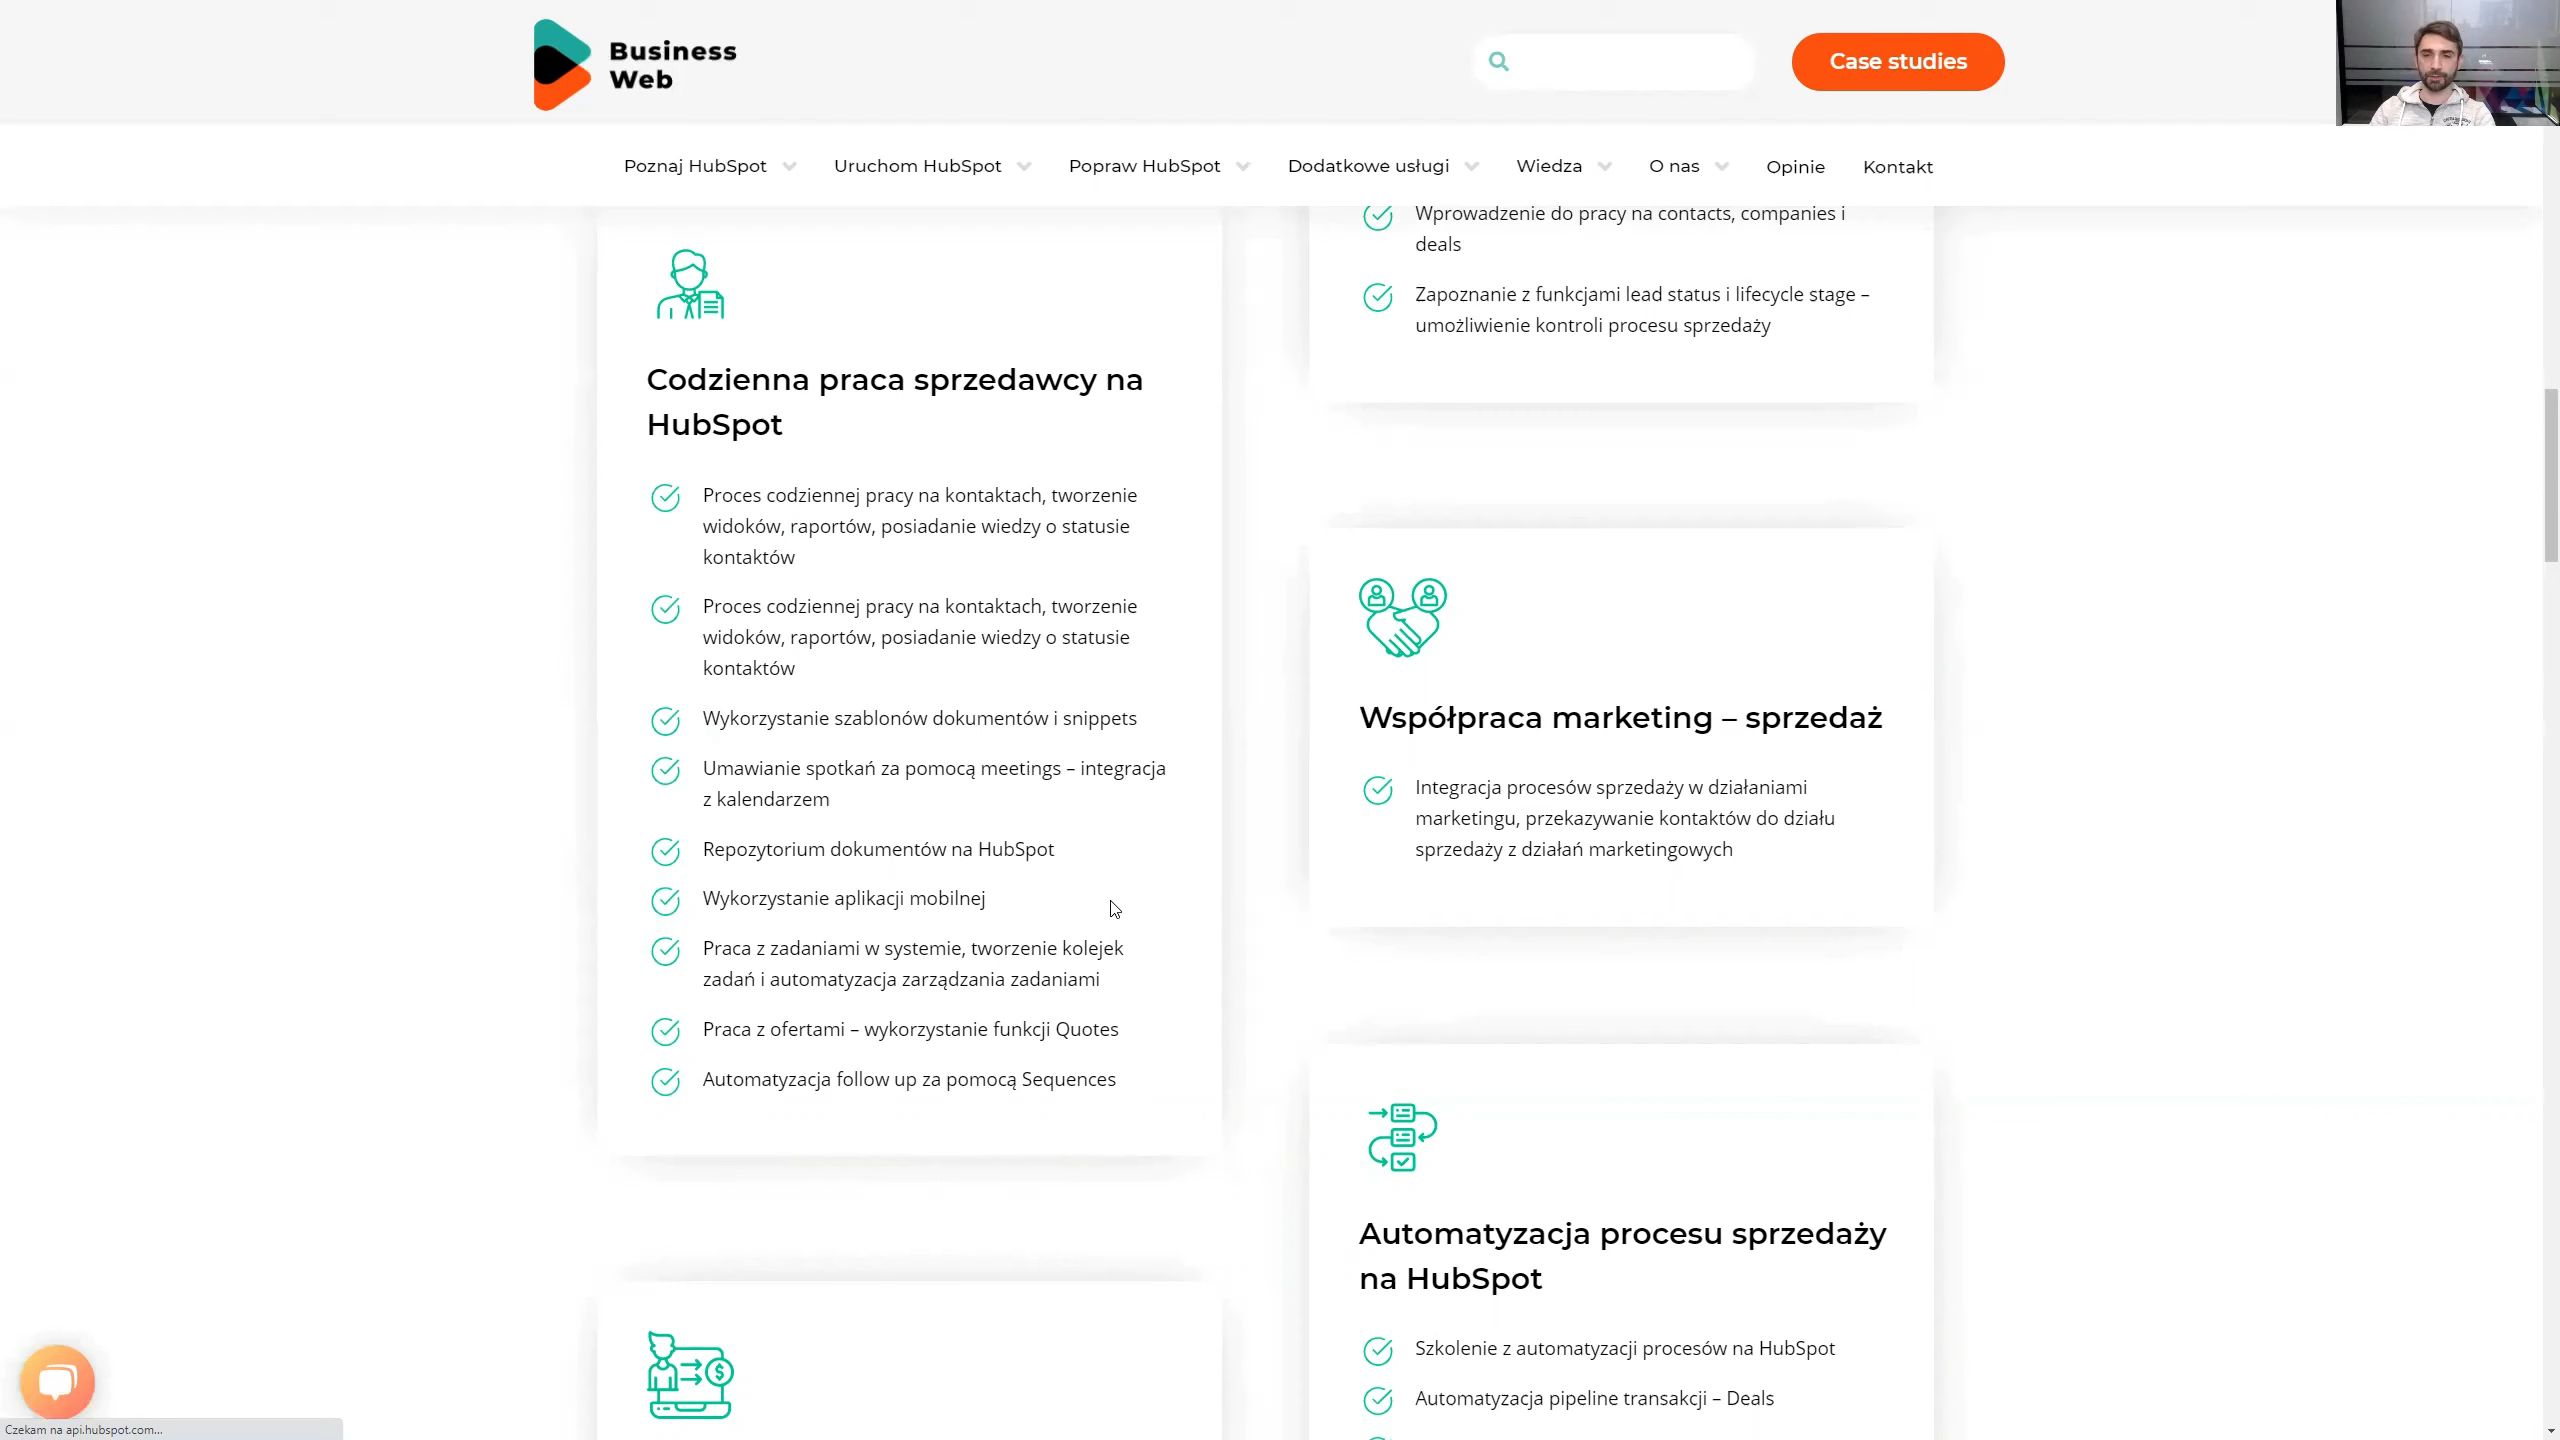 Business
Web
Case studies
Poznaj HubSpot
Uruchom HubSpot
Popraw HubSpot
Dodatkowe usługi
Wiedza
O nas
Opinie
Kontakt
Codzienna praca sprzedawcy na
HubSpot
Proces codziennej pracy na kontaktach, tworzenie
widoków, raportów, posiadanie wiedzy o statusie
kontaktów
Proces codziennej pracy na kontaktach, tworzenie
widoków, raportów, posiadanie wiedzy o statusie
kontaktów
Wykorzystanie szablonów dokumentów i snippets
Umawianie spotkań za pomocą meetings – integracja
z kalendarzem
Repozytorium dokumentów na HubSpot
Wykorzystanie aplikacji mobilnej
Praca z zadaniami w systemie, tworzenie kolejek
zadań i automatyzacja zarządzania zadaniami
Praca z ofertami – wykorzystanie funkcji Quotes
Automatyzacja follow up za pomocą Sequences
Wprowadzenie do pracy na contacts, companies i
deals
Zapoznanie z funkcjami lead status i lifecycle stage –
umożliwienie kontroli procesu sprzedaży
Współpraca marketing – sprzedaż
Integracja procesów sprzedaży w działaniami
marketingu, przekazywanie kontaktów do działu
sprzedaży z działań marketingowych
Automatyzacja procesu sprzedaży
na HubSpot
Szkolenie z automatyzacji procesów na HubSpot
Automatyzacja pipeline transakcji – Deals
Czekam na api.hubspot.com...